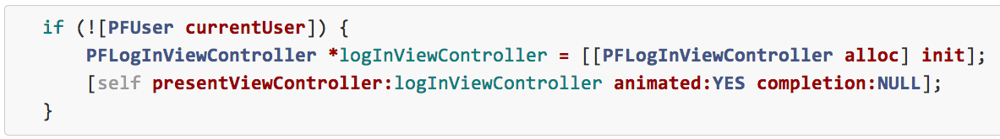 if (![PFUser currentUser]) {
PFLogInViewController *logInViewController = [[PFLogInViewController alloc] init];
[self presentViewController:logInViewController animated:YES completion:NULL];
}